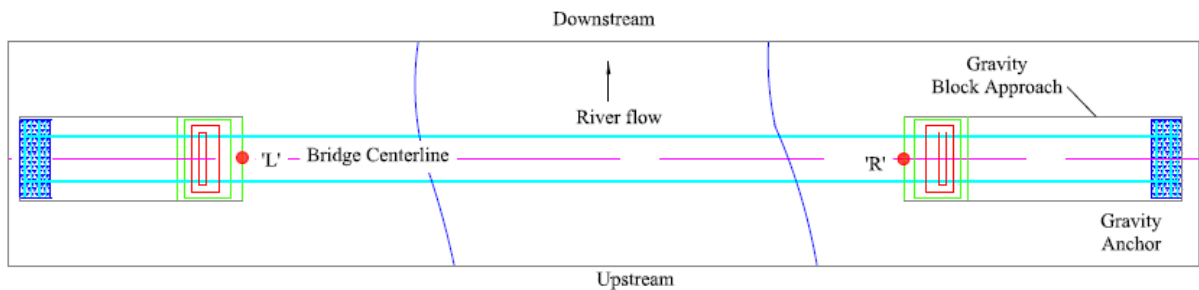 Downstream
Gravity
Block Approach
River flow
'L'
Bridge Centerline
'R'
Gravity
Anchor
Upstream